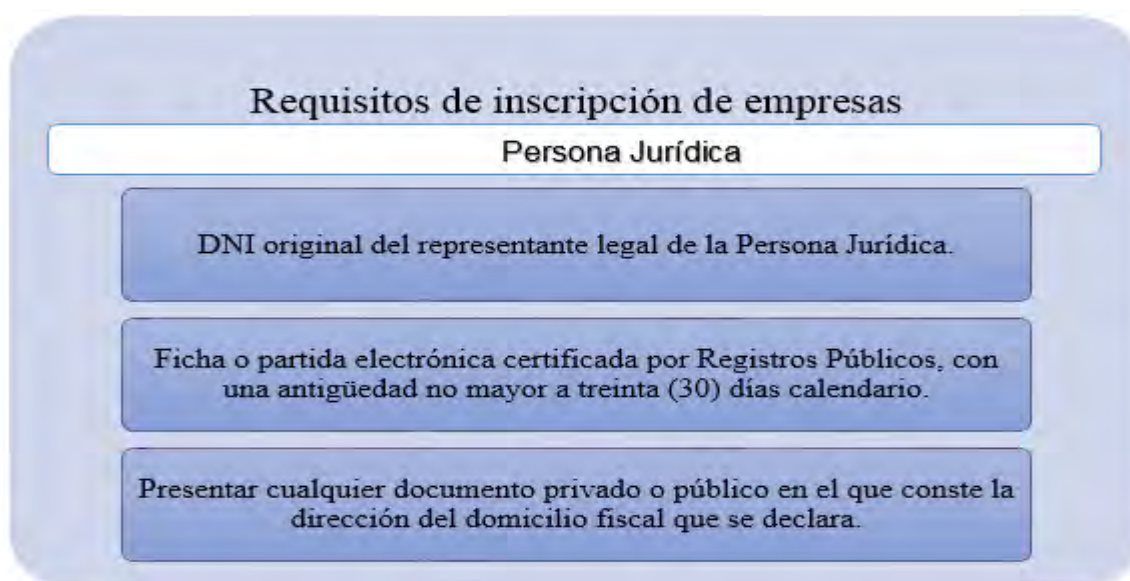 Requisitos de inscripción de empresas
Persona Jurídica
DNI original del representante legal de la Persona Jurídica.
Ficha o partida electrónica certificada por Registros Públicos, con
una antigüedad no mayor a treinta (30) días calendario.
Presentar cualquier documento privado o público en el que conste la
dirección del domicilio fiscal que se declara.